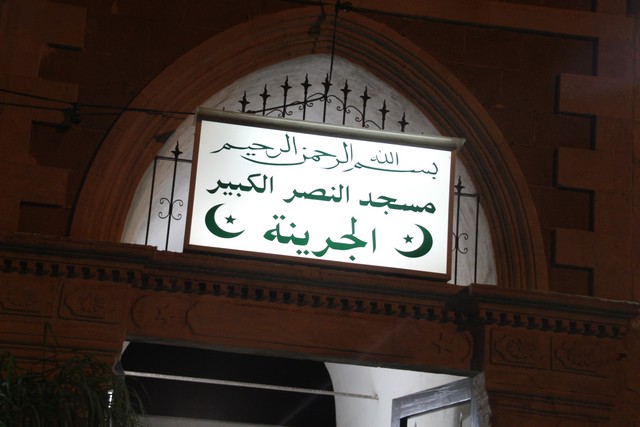 بسم الله الرحمن الرحيم
مسجد النصر الكبير
الجرينة